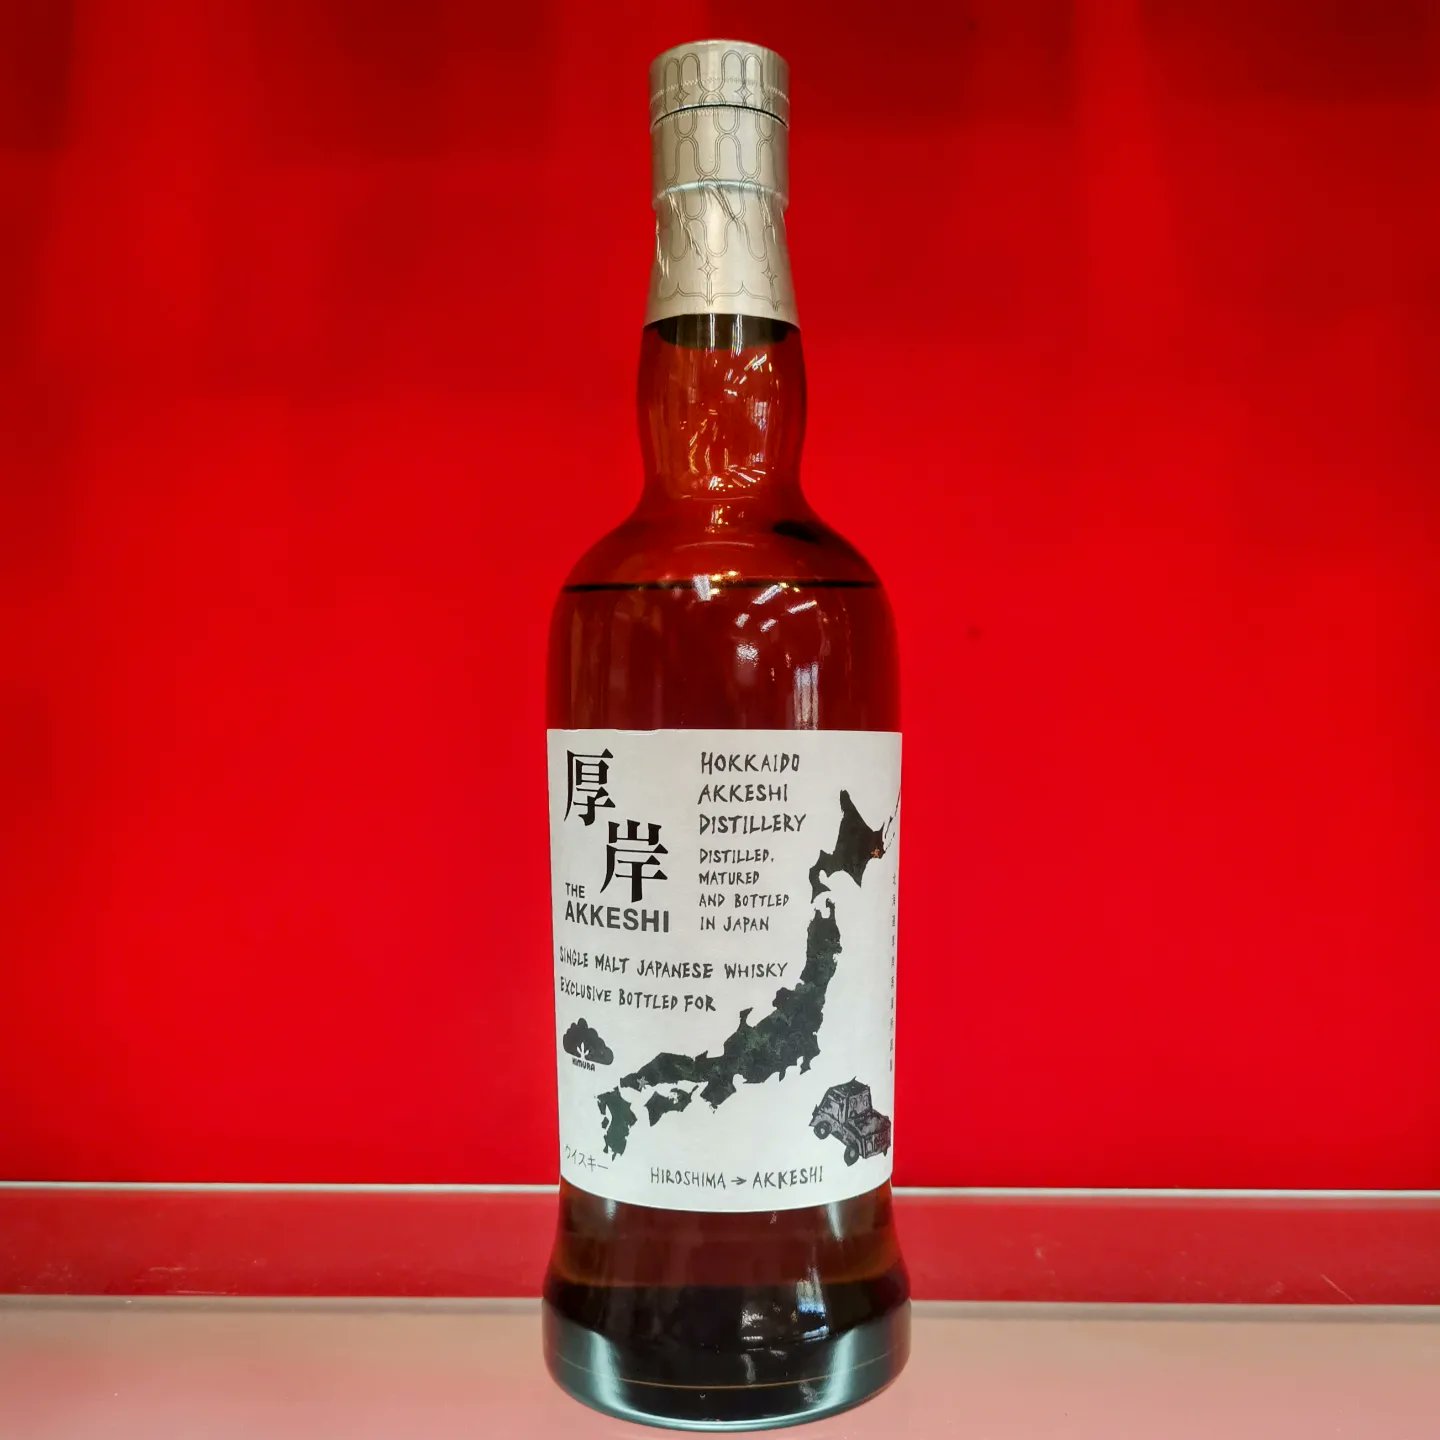 厚岸
THE
AKKESHI
HOKKAIDO
AKKESHI
DISTILLERY
DISTILLED,
MATURED
AND BOTTLED
IN JAPAN
SINGLE MALT JAPANESE WHISKY
EXCLUSIVE BOTTLED FOR
KIMURA
ウイスキー
HIROSHIMA → AKKESHI